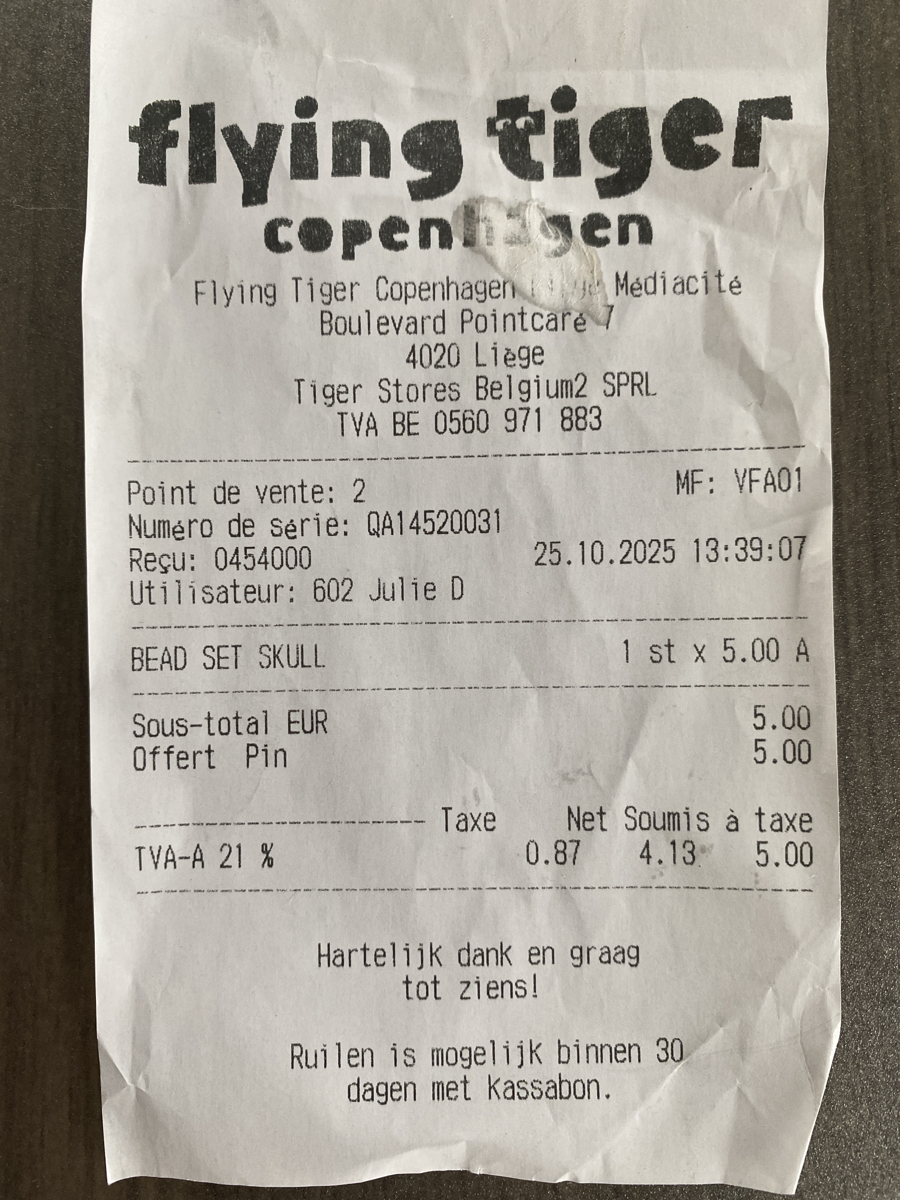 flying tiger
copenhagen
Flying Tiger Copenhagen Médiacité
Boulevard Pointcaré 7
4020 Liège
Tiger Stores Belgium2 SPRL
TVA BE 0560 971 883
Point de vente: 2 MF: VFA01
Numéro de série: QA14520031
Reçu: 0454000 25.10.2025 13:39:07
Utilisateur: 602 Julie D
BEAD SET SKULL 1 st x 5.00 A
Sous-total EUR 5.00
Offert Pin 5.00
Taxe Net Soumis à taxe
TVA-A 21 % 0.87 4.13 5.00
Hartelijk dank en graag
tot ziens!
Ruilen is mogelijk binnen 30
dagen met kassabon.